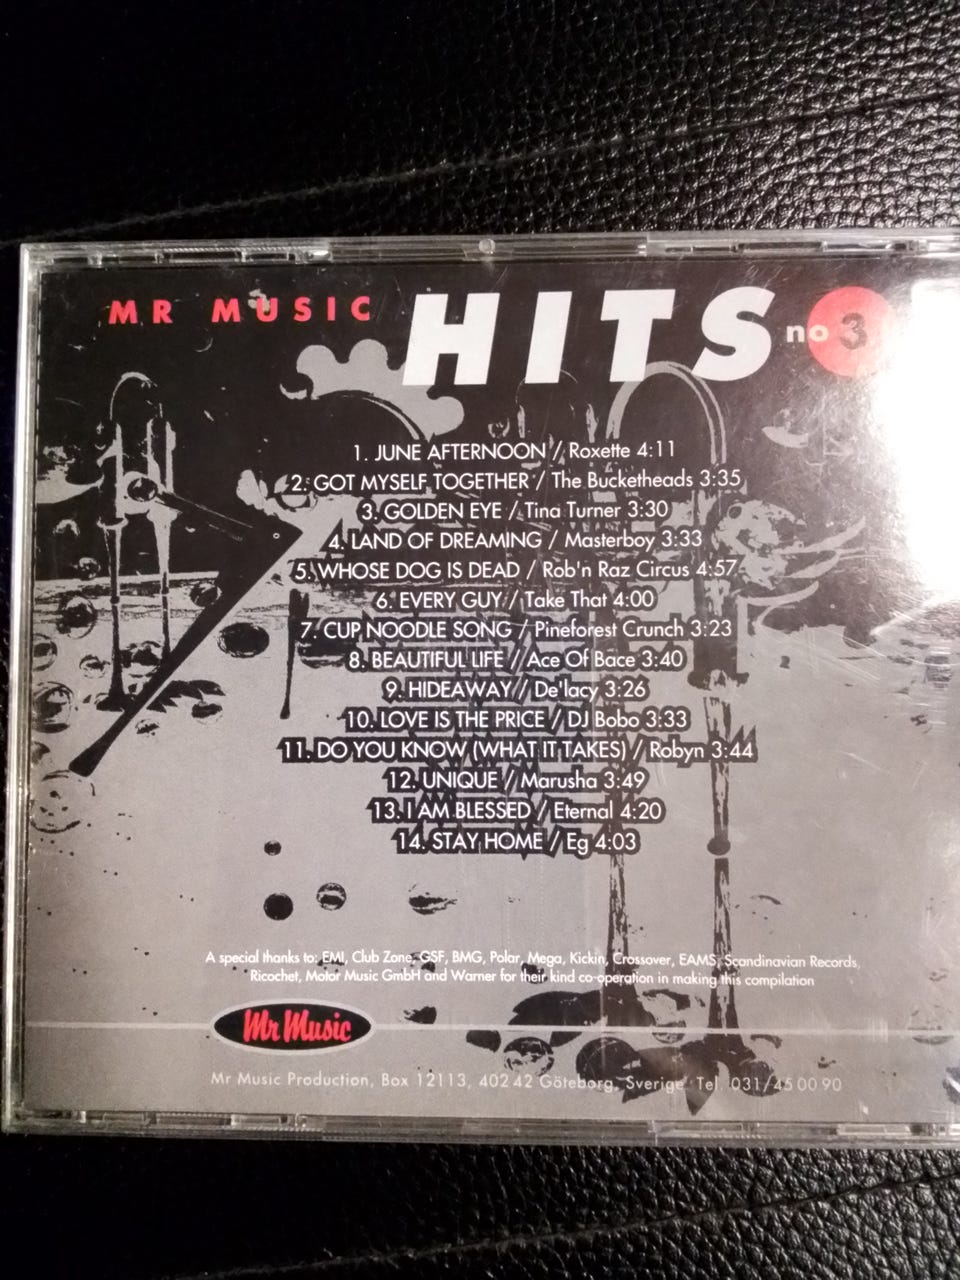 MR MUSIC HITS no 3
1. JUNE AFTERNOON / Roxette 4:11
2. GOT MYSELF TOGETHER / The Bucketheads 3:35
3. GOLDEN EYE / Tina Turner 3:30
4. LAND OF DREAMING / Masterboy 3:33
5. WHOSE DOG IS DEAD / Rob'n Raz Circus 4:57
6. EVERY GUY / Take That 4:00
7. CUP NOODLE SONG / Pineforest Crunch 3:23
8. BEAUTIFUL LIFE / Ace Of Bace 3:40
9. HIDEAWAY / De'lacy 3:26
10. LOVE IS THE PRICE / DJ Bobo 3:33
11. DO YOU KNOW (WHAT IT TAKES) / Robyn 3:44
12. UNIQUE / Marusha 3:49
13. I AM BLESSED / Eternal 4:20
14. STAY HOME / Eg 4:03
A special thanks to: EMI, Club Zone, GSF, BMG, Polar, Mega, Kickin, Crossover, EAMS, Scandinavian Records,
Ricochet, Motor Music GmbH and Warner for their kind co-operation in making this compilation
Mr Music
Mr Music Production, Box 12113, 402 42 Göteborg, Sverige Tel. 031/45 00 90